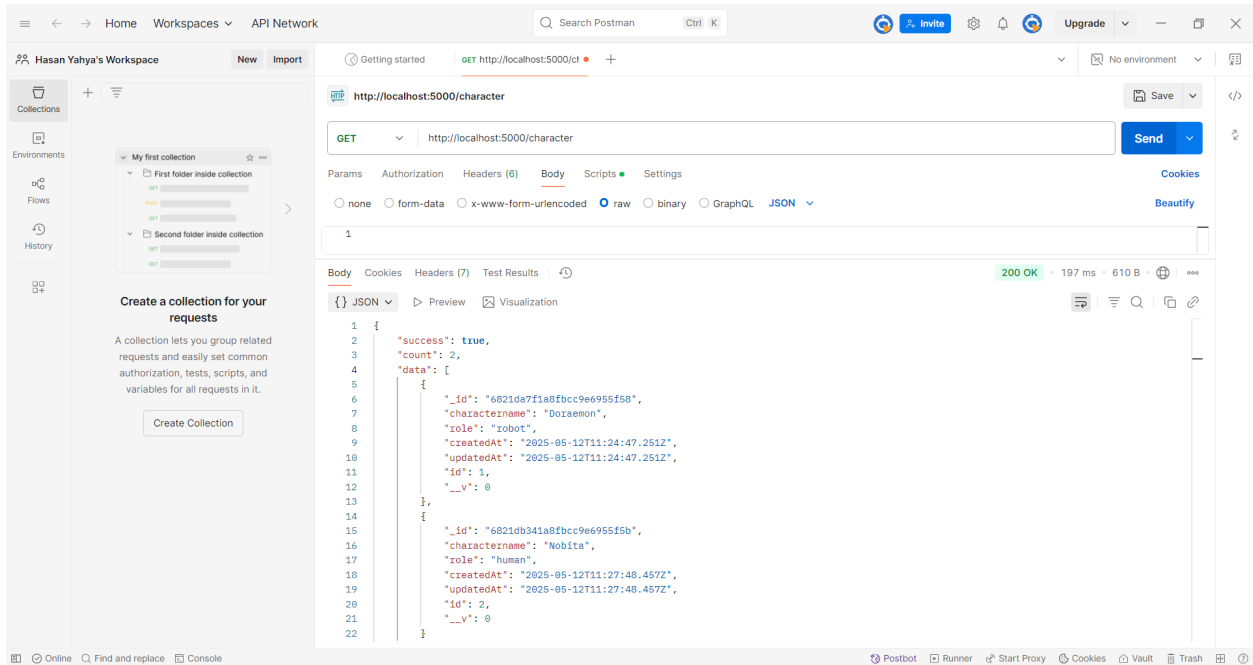 Home Workspaces API Network Search Postman Ctrl K Invite Upgrade
Hasan Yahya's Workspace New Import Getting started GET http://localhost:5000/cl No environment
Collections
Environments
Flows
History
My first collection
First folder inside collection
GET
POST
GET
Second folder inside collection
GET
GET
Create a collection for your
requests
A collection lets you group related
requests and easily set common
authorization, tests, scripts, and
variables for all requests in it.
Create Collection
HTTP http://localhost:5000/character Save
GET http://localhost:5000/character Send
Params Authorization Headers (6) Body Scripts Settings Cookies
none form-data x-www-form-urlencoded raw binary GraphQL JSON Beautify
1
Body Cookies Headers (7) Test Results 200 OK 197 ms 610 B
{} JSON Preview Visualization
1 {
2 "success": true,
3 "count": 2,
4 "data": [
5 {
6 "_id": "6821da7f1a8fbcc9e6955f58",
7 "charactername": "Doraemon",
8 "role": "robot",
9 "createdAt": "2025-05-12T11:24:47.251Z",
10 "updatedAt": "2025-05-12T11:24:47.251Z",
11 "id": 1,
12 "__v": 0
13 },
14 {
15 "_id": "6821db341a8fbcc9e6955f5b",
16 "charactername": "Nobita",
17 "role": "human",
18 "createdAt": "2025-05-12T11:27:48.457Z",
19 "updatedAt": "2025-05-12T11:27:48.457Z",
20 "id": 2,
21 "__v": 0
22 }
Online Find and replace Console Postbot Runner Start Proxy Cookies Vault Trash